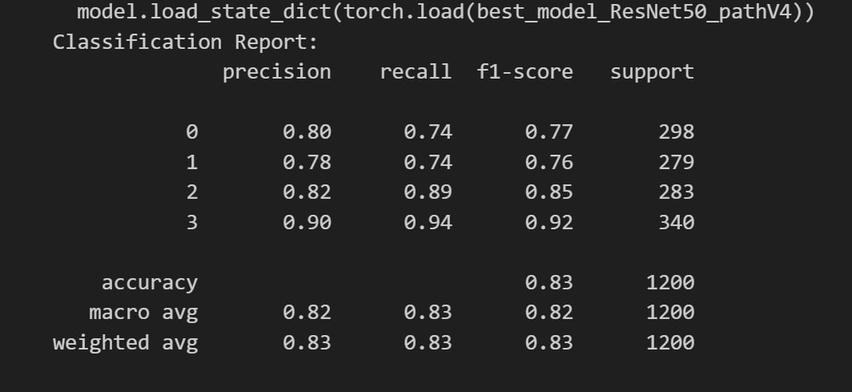 model.load_state_dict(torch.load(best_model_ResNet50_pathV4))
Classification Report:
precision recall f1-score support
0 0.80 0.74 0.77 298
1 0.78 0.74 0.76 279
2 0.82 0.89 0.85 283
3 0.90 0.94 0.92 340
accuracy 0.83 1200
macro avg 0.82 0.83 0.82 1200
weighted avg 0.83 0.83 0.83 1200